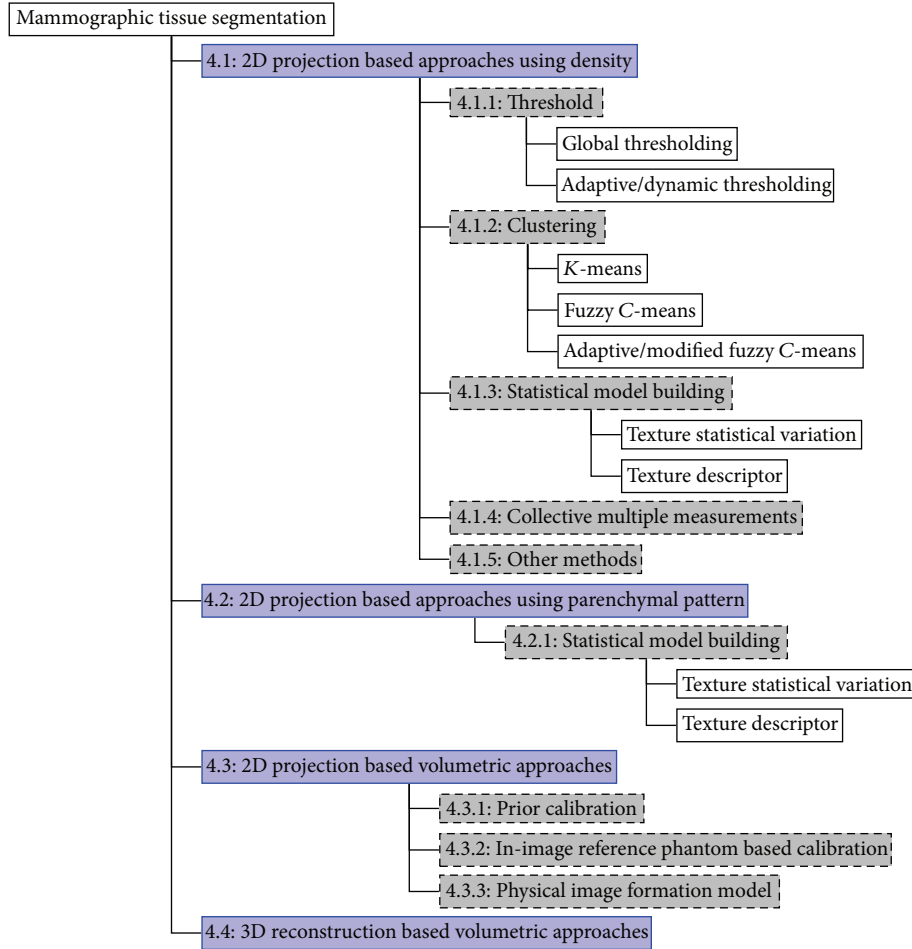 Mammographic tissue segmentation
4.1: 2D projection based approaches using density
4.1.1: Threshold
Global thresholding
Adaptive/dynamic thresholding
4.1.2: Clustering
K-means
Fuzzy C-means
Adaptive/modified fuzzy C-means
4.1.3: Statistical model building
Texture statistical variation
Texture descriptor
4.1.4: Collective multiple measurements
4.1.5: Other methods
4.2: 2D projection based approaches using parenchymal pattern
4.2.1: Statistical model building
Texture statistical variation
Texture descriptor
4.3: 2D projection based volumetric approaches
4.3.1: Prior calibration
4.3.2: In-image reference phantom based calibration
4.3.3: Physical image formation model
4.4: 3D reconstruction based volumetric approaches